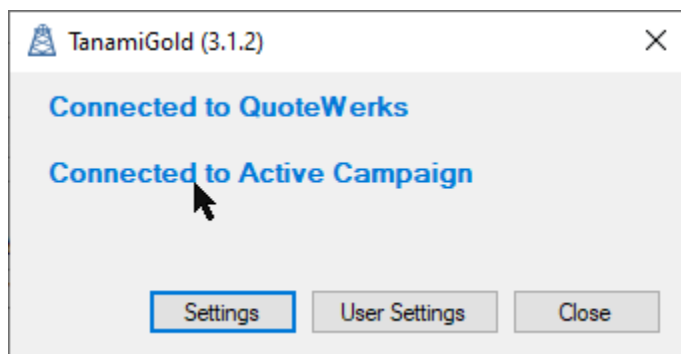 TanamiGold (3.1.2)
Connected to QuoteWerks
Connected to Active Campaign
Settings User Settings Close